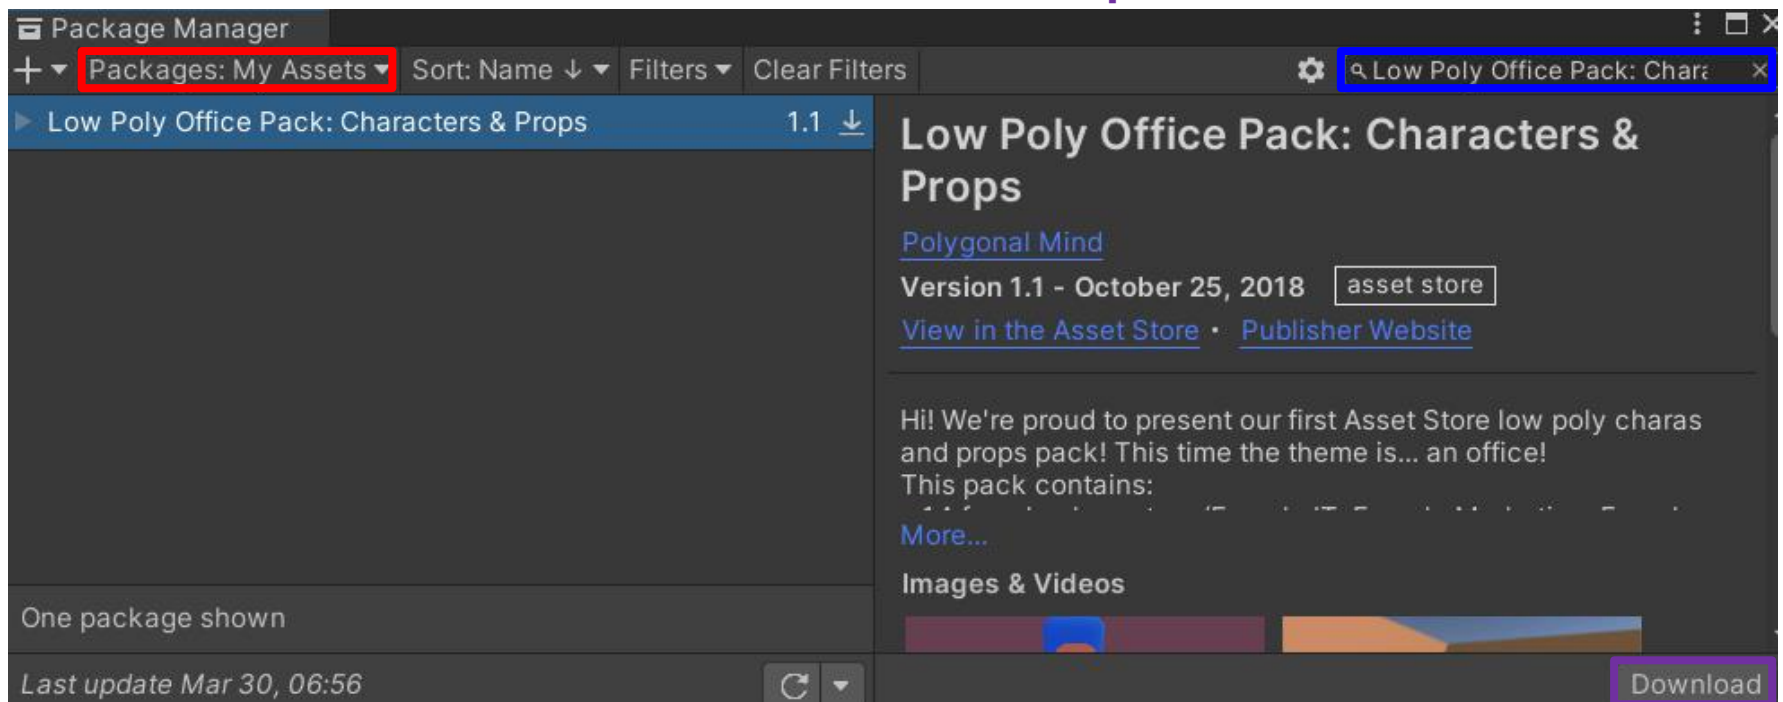 Package Manager
Packages: My Assets
Sort: Name ↓
Filters
Clear Filters
Low Poly Office Pack: Chara
Low Poly Office Pack: Characters & Props
1.1
Low Poly Office Pack: Characters &
Props
Polygonal Mind
Version 1.1 - October 25, 2018
asset store
View in the Asset Store • Publisher Website
Hi! We're proud to present our first Asset Store low poly charas
and props pack! This time the theme is... an office!
This pack contains:
More...
Images & Videos
One package shown
Last update Mar 30, 06:56
Download